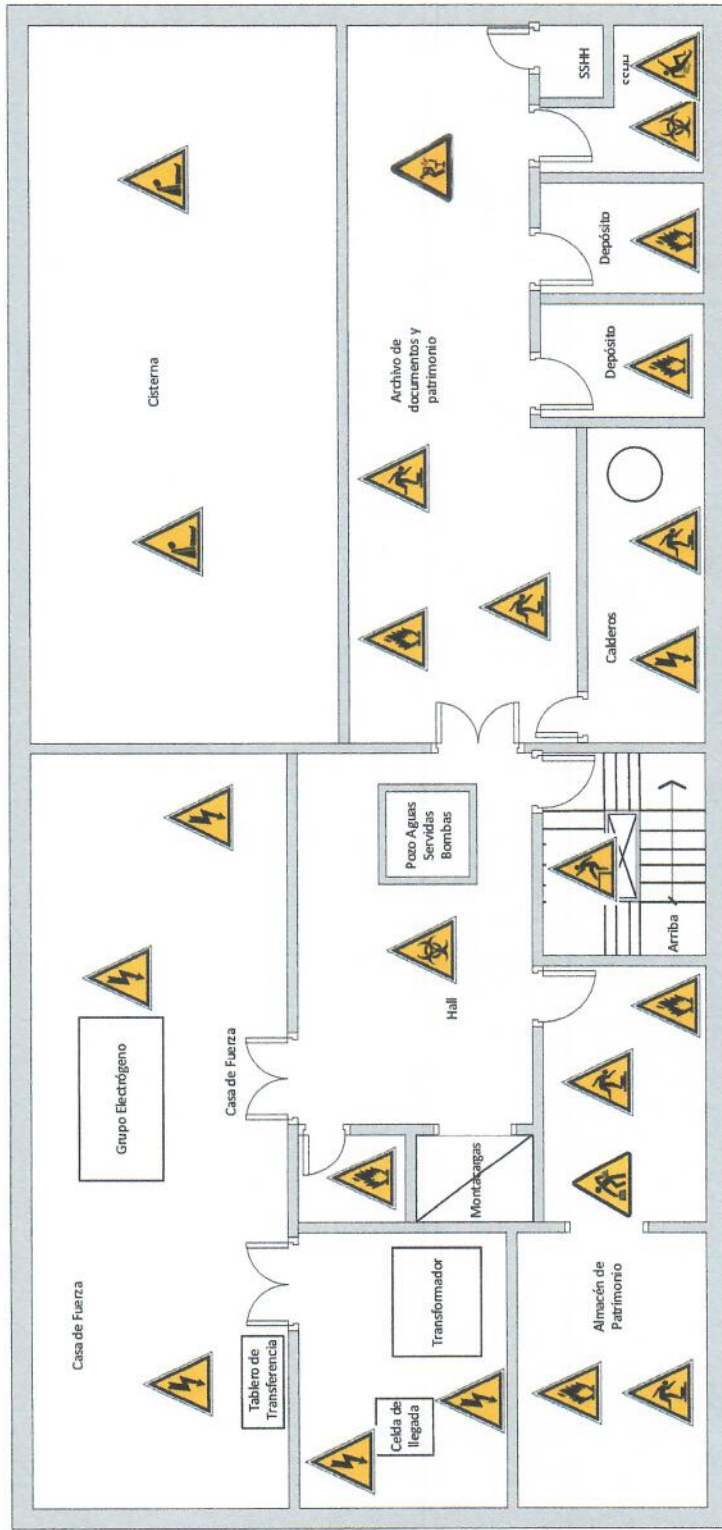 Casa de Fuerza
Grupo Electrógeno
Casa de Fuerza
Tablero de
Transferencia
Cisterna
Celda de
llegada
Transformador
Montacargas
Hall
Pozo Aguas
Servidas
Bombas
Archivo de
documentos y
patrimonio
SSHH
SSHH
Almacén de
Patrimonio
Arriba
Calderos
Depósito
Depósito